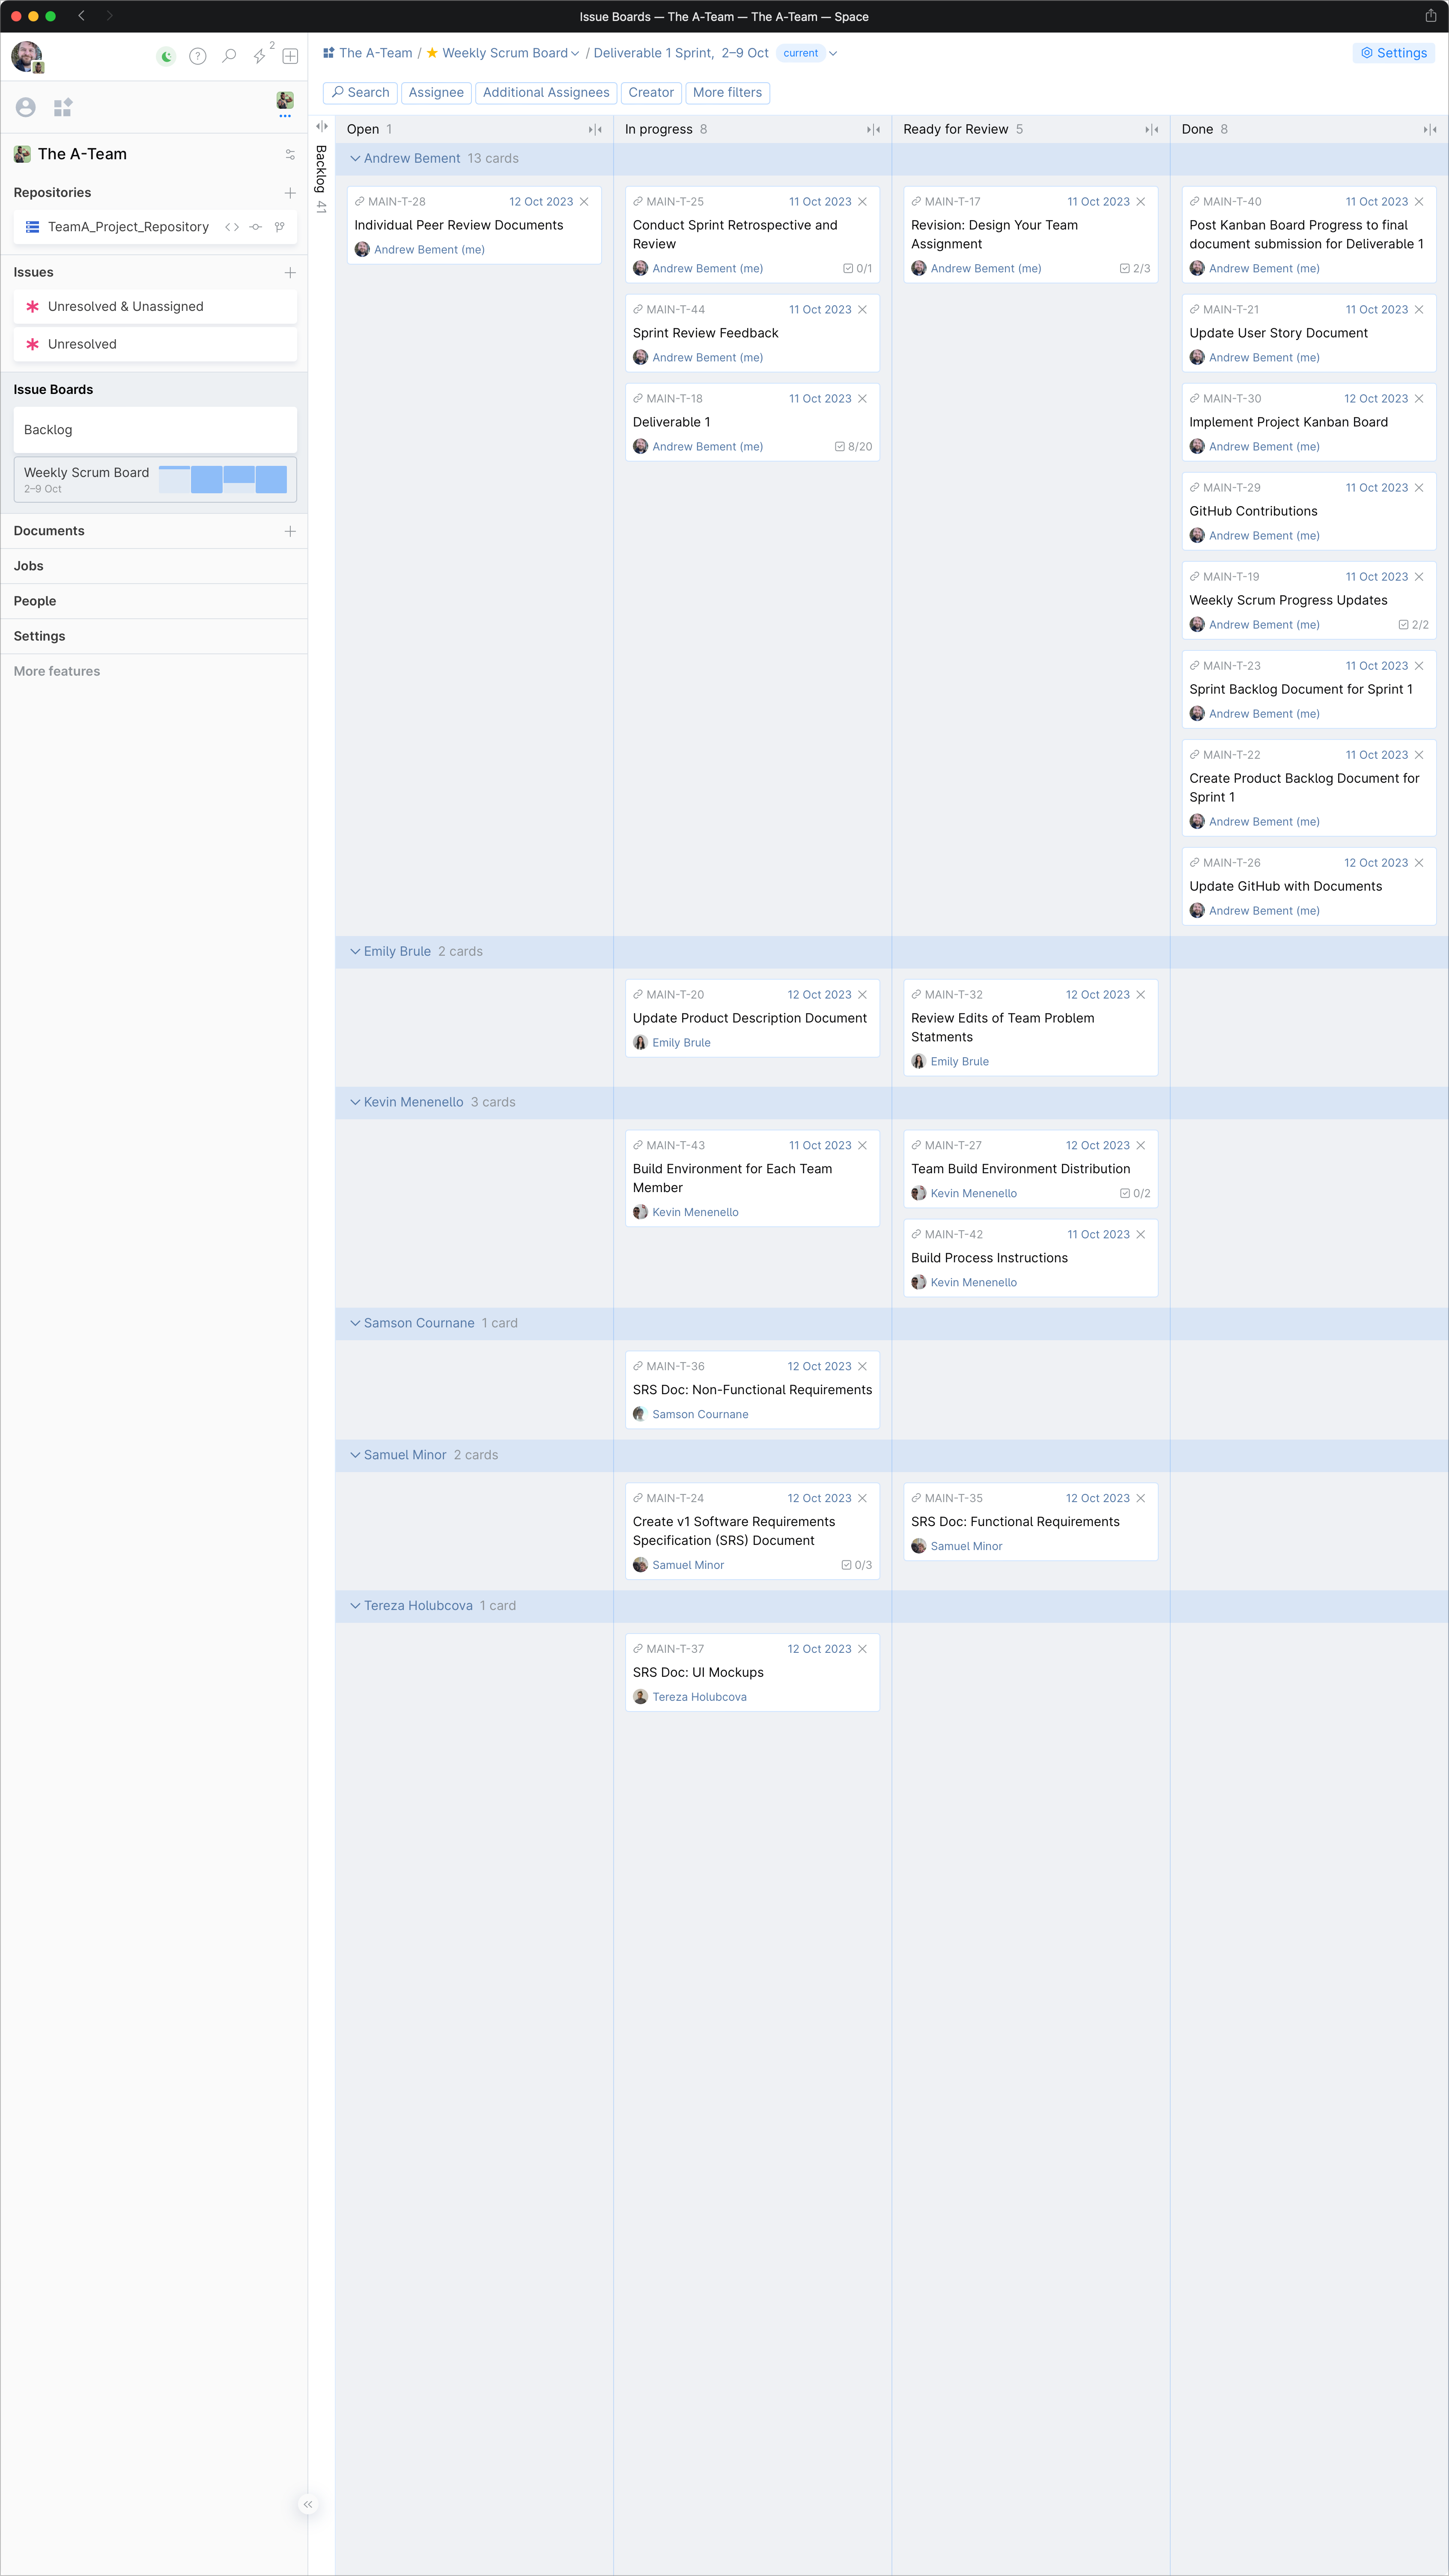 Issue Boards — The A-Team — The A-Team — Space
2
The A-Team / Weekly Scrum Board / Deliverable 1 Sprint, 2–9 Oct current
Settings
Search Assignee Additional Assignees Creator More filters
The A-Team
Repositories
TeamA_Project_Repository
Issues
Unresolved & Unassigned
Unresolved
Issue Boards
Backlog
Weekly Scrum Board
2–9 Oct
Documents
Jobs
People
Settings
More features
Backlog 41
Open 1
In progress 8
Ready for Review 5
Done 8
Andrew Bement 13 cards
MAIN-T-28 12 Oct 2023
Individual Peer Review Documents
Andrew Bement (me)
MAIN-T-25 11 Oct 2023
Conduct Sprint Retrospective and
Review
Andrew Bement (me) 0/1
MAIN-T-44 11 Oct 2023
Sprint Review Feedback
Andrew Bement (me)
MAIN-T-18 11 Oct 2023
Deliverable 1
Andrew Bement (me) 8/20
MAIN-T-17 11 Oct 2023
Revision: Design Your Team
Assignment
Andrew Bement (me) 2/3
MAIN-T-40 11 Oct 2023
Post Kanban Board Progress to final
document submission for Deliverable 1
Andrew Bement (me)
MAIN-T-21 11 Oct 2023
Update User Story Document
Andrew Bement (me)
MAIN-T-30 12 Oct 2023
Implement Project Kanban Board
Andrew Bement (me)
MAIN-T-29 11 Oct 2023
GitHub Contributions
Andrew Bement (me)
MAIN-T-19 11 Oct 2023
Weekly Scrum Progress Updates
Andrew Bement (me) 2/2
MAIN-T-23 11 Oct 2023
Sprint Backlog Document for Sprint 1
Andrew Bement (me)
MAIN-T-22 11 Oct 2023
Create Product Backlog Document for
Sprint 1
Andrew Bement (me)
MAIN-T-26 12 Oct 2023
Update GitHub with Documents
Andrew Bement (me)
Emily Brule 2 cards
MAIN-T-20 12 Oct 2023
Update Product Description Document
Emily Brule
MAIN-T-32 12 Oct 2023
Review Edits of Team Problem
Statments
Emily Brule
Kevin Menenello 3 cards
MAIN-T-43 11 Oct 2023
Build Environment for Each Team
Member
Kevin Menenello
MAIN-T-27 12 Oct 2023
Team Build Environment Distribution
Kevin Menenello 0/2
MAIN-T-42 11 Oct 2023
Build Process Instructions
Kevin Menenello
Samson Cournane 1 card
MAIN-T-36 12 Oct 2023
SRS Doc: Non-Functional Requirements
Samson Cournane
Samuel Minor 2 cards
MAIN-T-24 12 Oct 2023
Create v1 Software Requirements
Specification (SRS) Document
Samuel Minor 0/3
MAIN-T-35 12 Oct 2023
SRS Doc: Functional Requirements
Samuel Minor
Tereza Holubcova 1 card
MAIN-T-37 12 Oct 2023
SRS Doc: UI Mockups
Tereza Holubcova